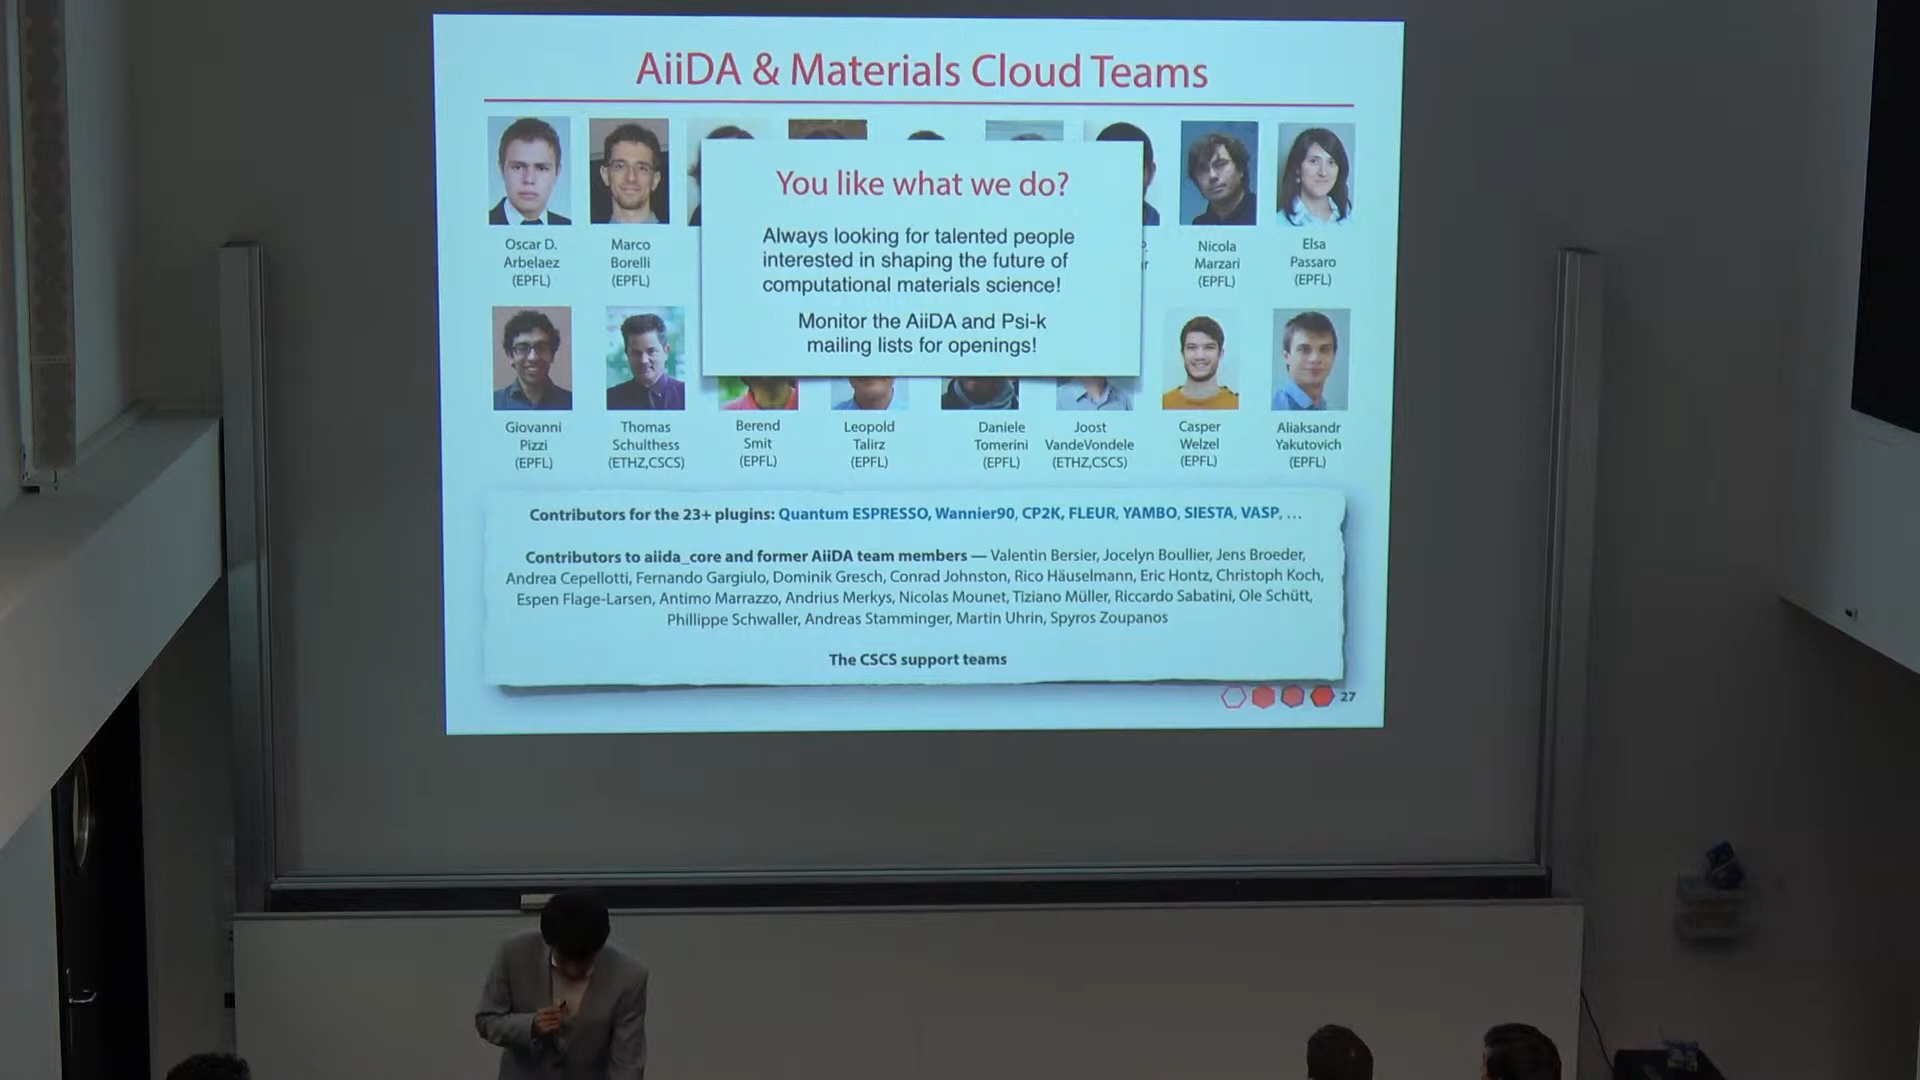 AiiDA & Materials Cloud Teams
You like what we do?
Always looking for talented people
interested in shaping the future of
computational materials science!
Monitor the AiiDA and Psi-k
mailing lists for openings!
Oscar D.
Arbelaez
(EPFL)
Marco
Borelli
(EPFL)
Nicola
Marzari
(EPFL)
Elsa
Passaro
(EPFL)
Giovanni
Pizzi
(EPFL)
Thomas
Schulthess
(ETHZ,CSCS)
Berend
Smit
(EPFL)
Leopold
Talirz
(EPFL)
Daniele
Tomerini
(EPFL)
Joost
VandeVondele
(ETHZ,CSCS)
Casper
Welzel
(EPFL)
Aliaksandr
Yakutovich
(EPFL)
Contributors for the 23+ plugins: Quantum ESPRESSO, Wannier90, CP2K, FLEUR, YAMBO, SIESTA, VASP, ...
Contributors to aiida_core and former AiiDA team members — Valentin Bersier, Jocelyn Boullier, Jens Broeder,
Andrea Cepellotti, Fernando Gargiulo, Dominik Gresch, Conrad Johnston, Rico Häuselmann, Eric Hontz, Christoph Koch,
Espen Flage-Larsen, Antimo Marrazzo, Andrius Merkys, Nicolas Mounet, Tiziano Müller, Riccardo Sabatini, Ole Schütt,
Phillippe Schwaller, Andreas Stamminger, Martin Uhrin, Spyros Zoupanos
The CSCS support teams
27